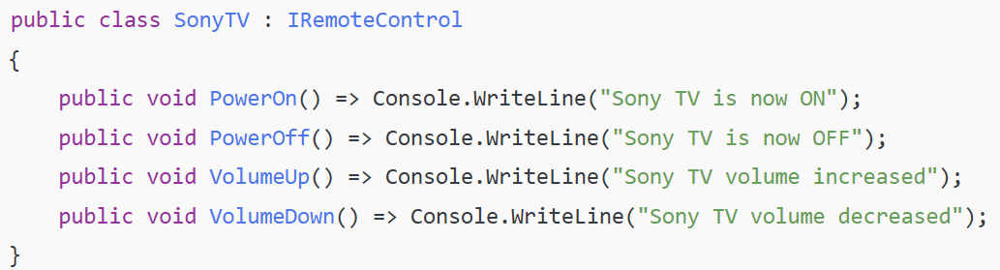 public class SonyTV : IRemoteControl
{
    public void PowerOn() => Console.WriteLine("Sony TV is now ON");
    public void PowerOff() => Console.WriteLine("Sony TV is now OFF");
    public void VolumeUp() => Console.WriteLine("Sony TV volume increased");
    public void VolumeDown() => Console.WriteLine("Sony TV volume decreased");
}